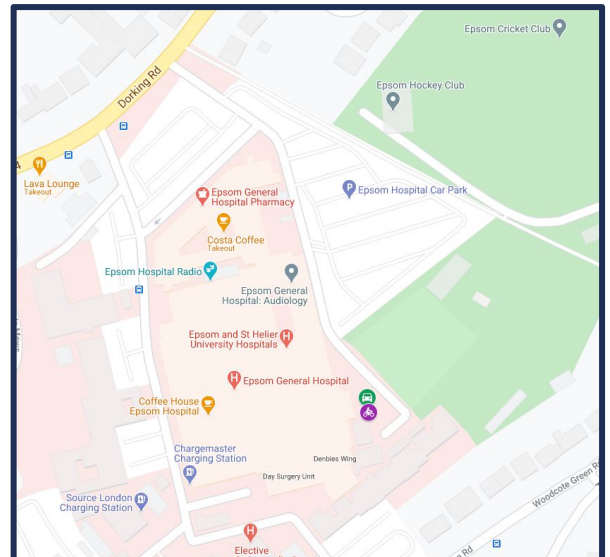 Epsom Cricket Club
Dorking Rd
Epsom Hockey Club
4
Lava Lounge
Takeout
Epsom General
Hospital Pharmacy
P
Epsom Hospital Car Park
Costa Coffee
Takeout
Epsom Hospital Radio
Epsom General
Hospital: Audiology
Epsom and St Helier
University Hospitals
H
H
Epsom General Hospital
Coffee House
Epsom Hospital
Chargemaster
Charging Station
Denbies Wing
Day Surgery Unit
Source London
Charging Station
Woodcote Green R
Rd
H
Elective